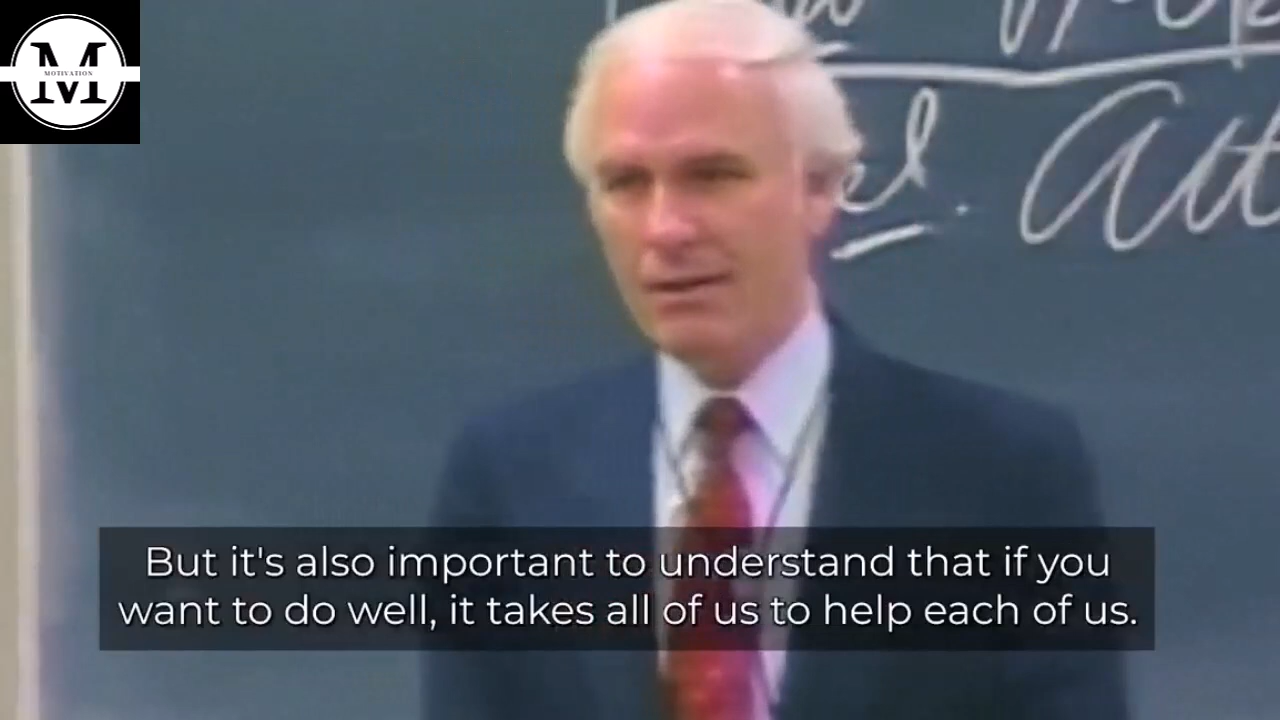 M
MOTIVATION
But it's also important to understand that if you
want to do well, it takes all of us to help each of us.